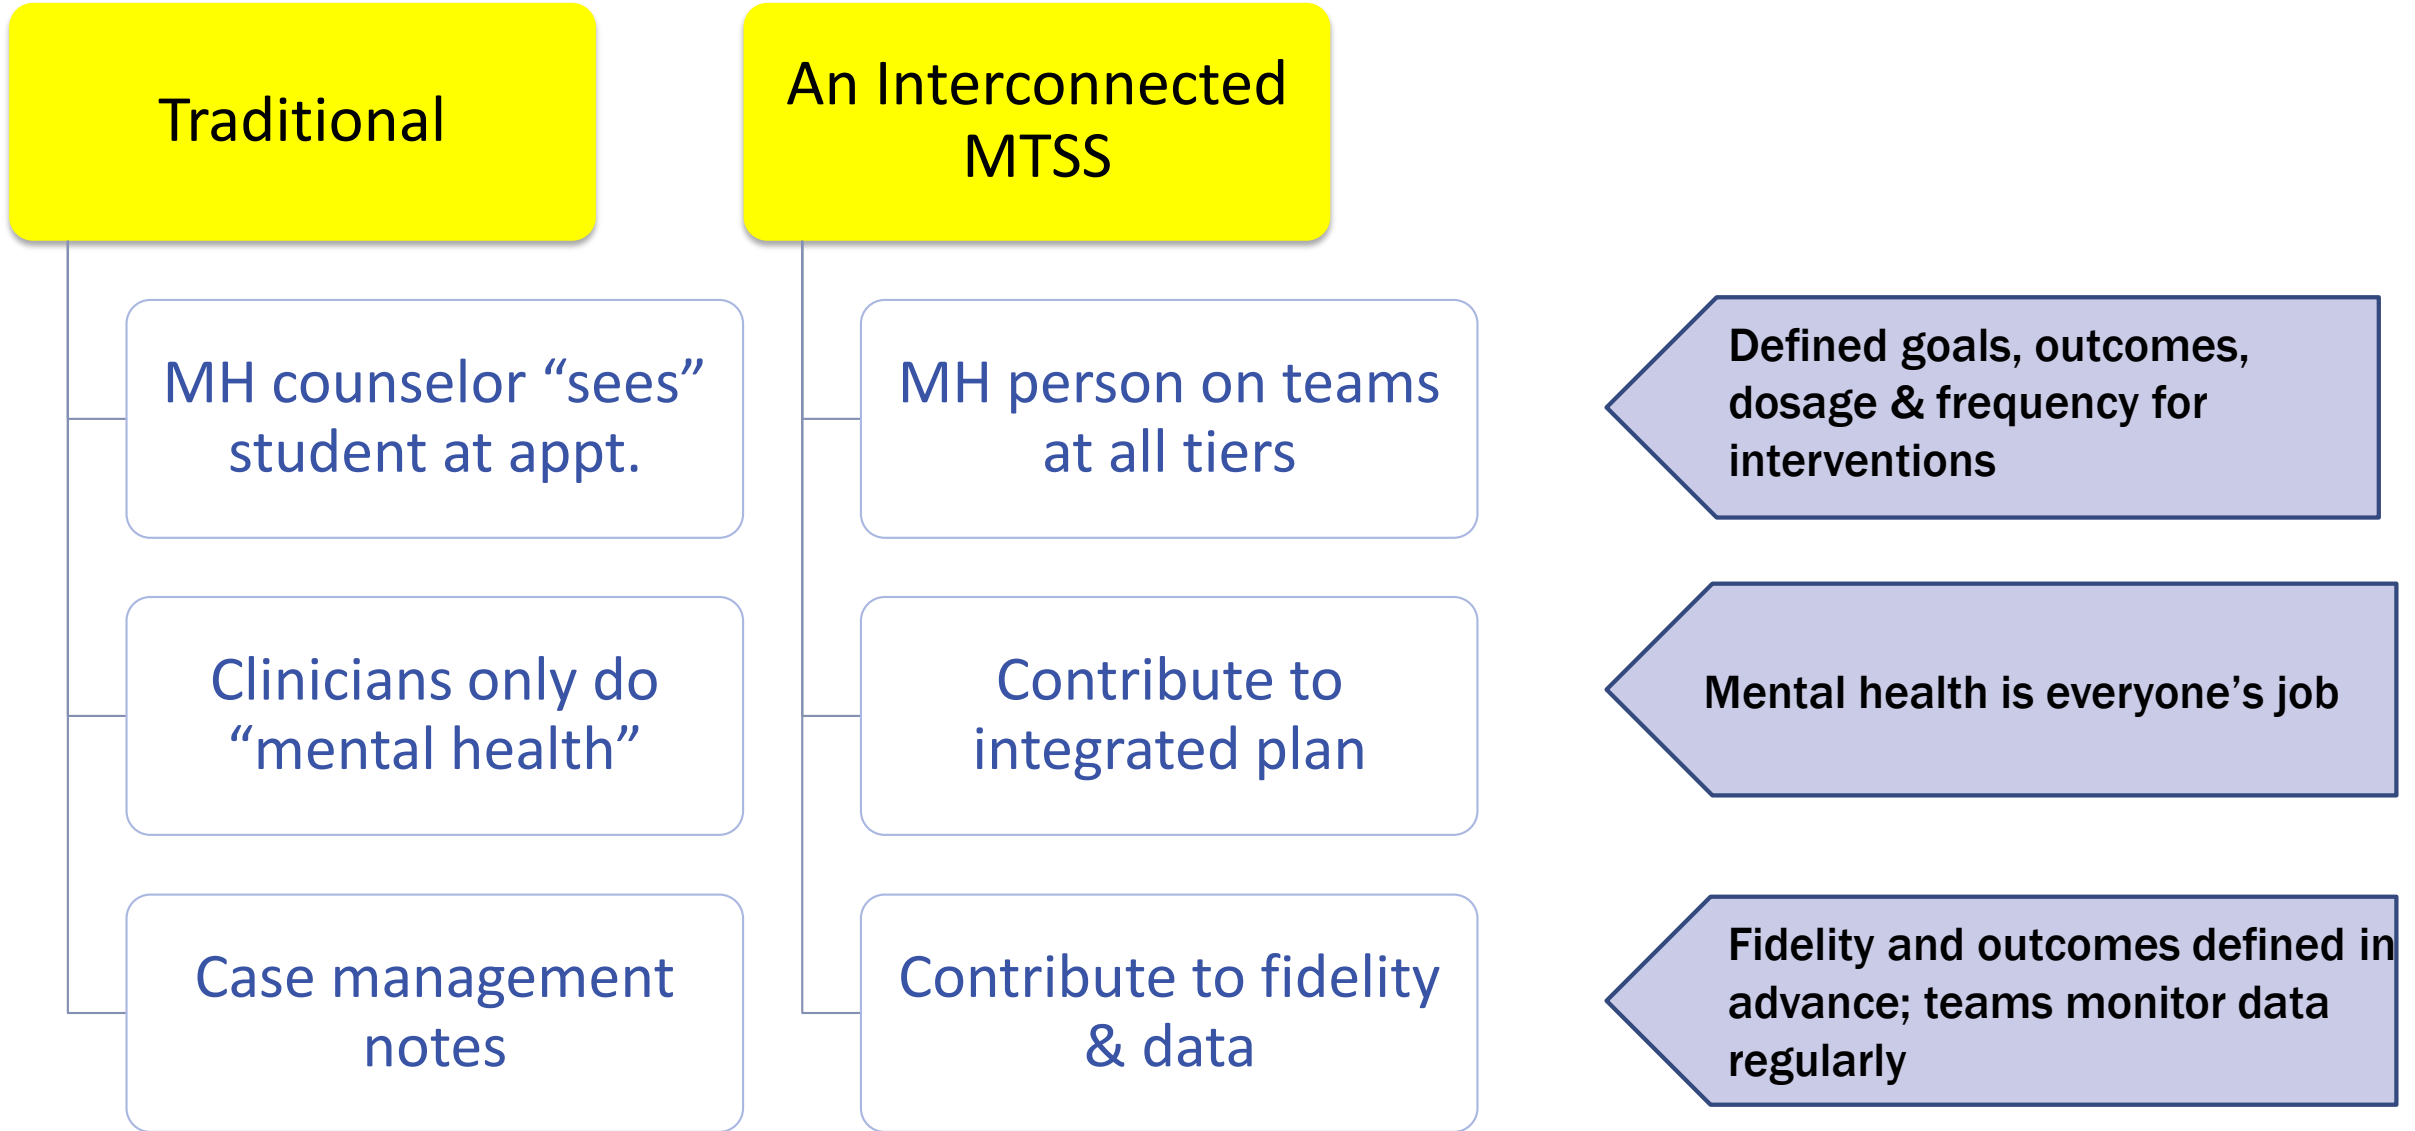 Traditional
An Interconnected
MTSS
MH counselor “sees”
student at appt.
MH person on teams
at all tiers
Defined goals, outcomes,
dosage & frequency for
interventions
Clinicians only do
“mental health”
Contribute to
integrated plan
Mental health is everyone’s job
Case management
notes
Contribute to fidelity
& data
Fidelity and outcomes defined in
advance; teams monitor data
regularly